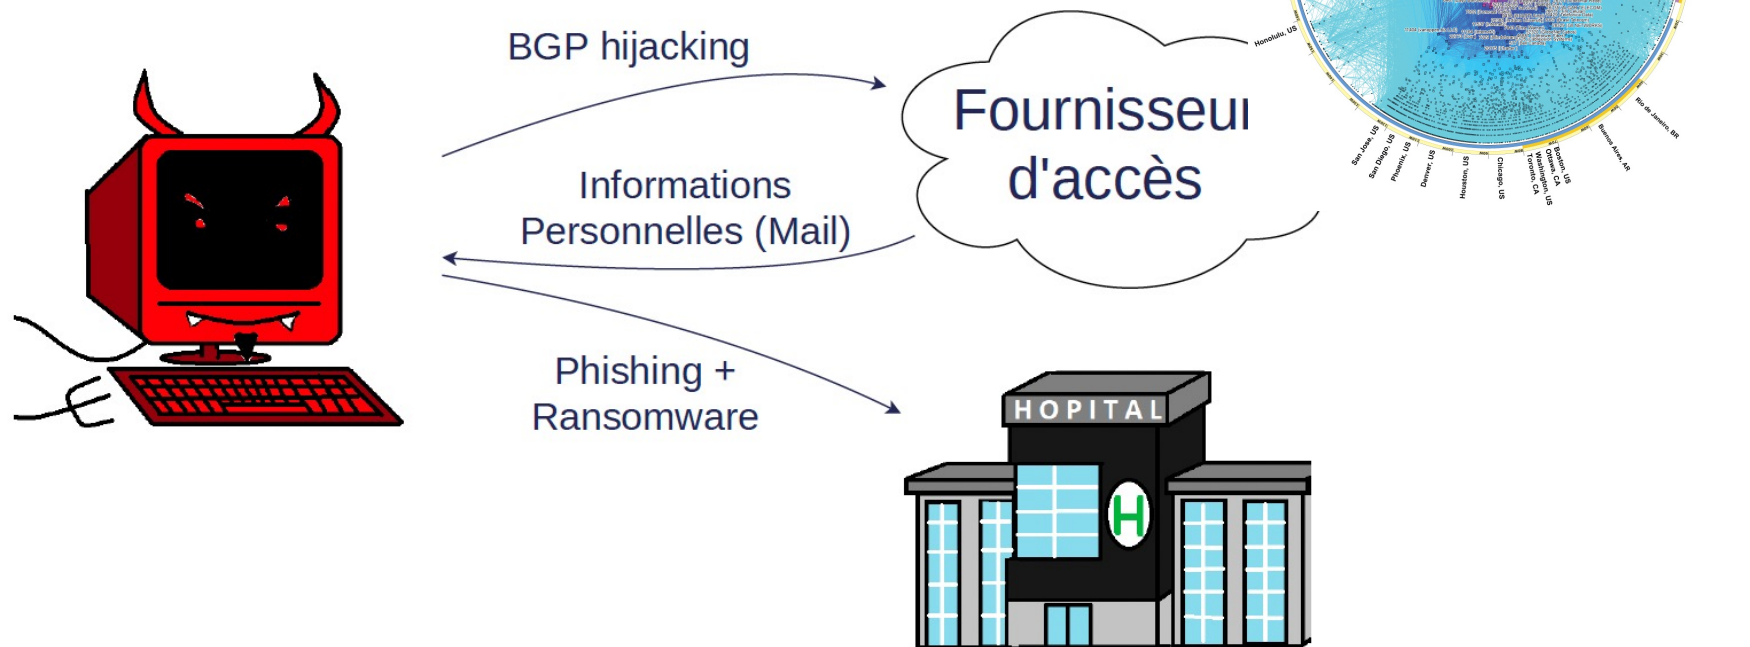 BGP hijacking
Fournisseur
d'accès
Informations
Personnelles (Mail)
Phishing +
Ransomware
HOPITAL
H
Honolulu, US
San Jose, US
San Diego, US
Phoenix, US
Denver, US
Houston, US
Chicago, US
Toronto, CA
Washington, US
Ottawa, CA
Boston, US
Buenos Aires, AR
Rio de Janeiro, BR